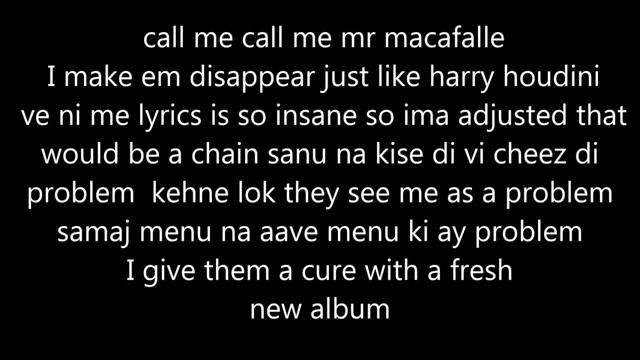 call me call me mr macafalle
I make em disappear just like harry houdini
ve ni me lyrics is so insane so ima adjusted that
would be a chain sanu na kise di vi cheez di
problem  kehne lok they see me as a problem
samaj menu na aave menu ki ay problem
I give them a cure with a fresh
new album